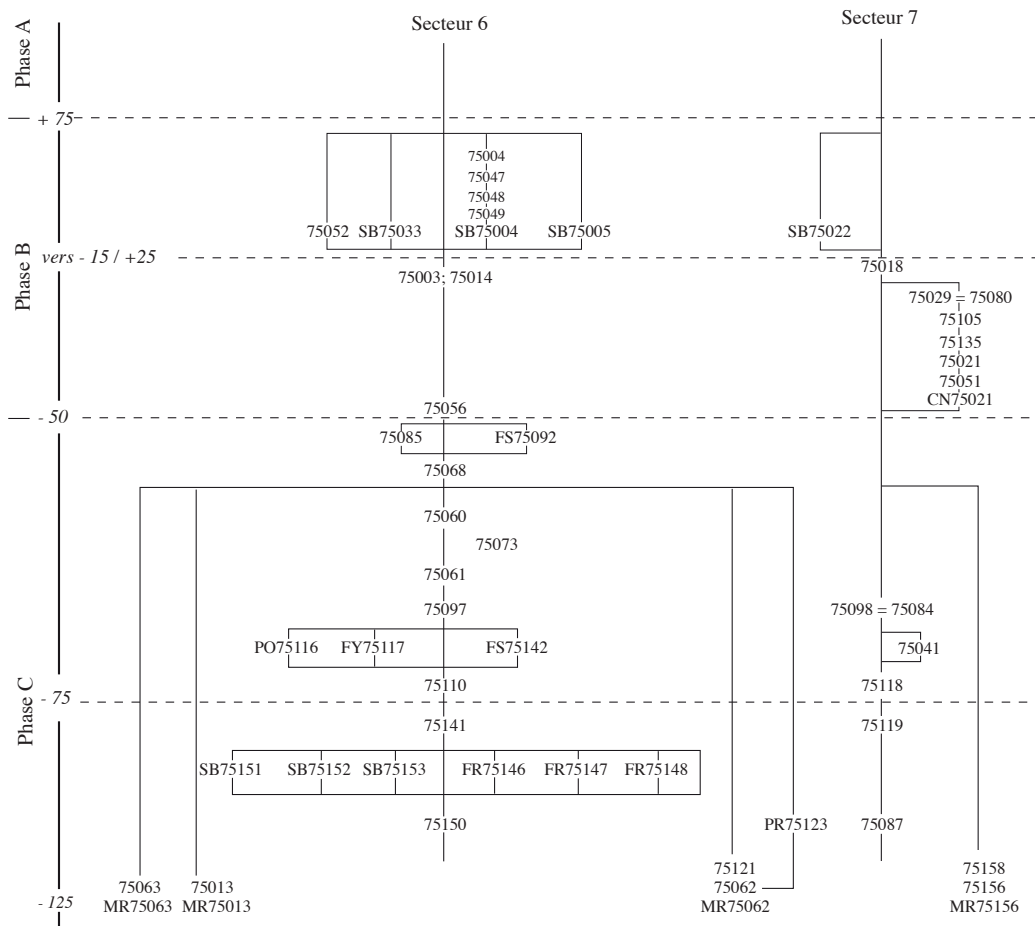 Secteur 6
Secteur 7
Phase A
+ 75
75004
75047
75048
75049
75052 SB75033 SB75004 SB75005
SB75022
Phase B
vers - 15 / +25
75003; 75014
75018
75029 = 75080
75105
75135
75021
75051
CN75021
75056
- 50
75085 FS75092
75068
75060
75073
75061
75097
75098 = 75084
PO75116 FY75117 FS75142
75041
75110
75118
Phase C
- 75
75141
75119
SB75151 SB75152 SB75153 FR75146 FR75147 FR75148
75150
PR75123
75087
75121
75158
75063 75013 75062
75156
MR75063 MR75013 MR75062
MR75156
- 125